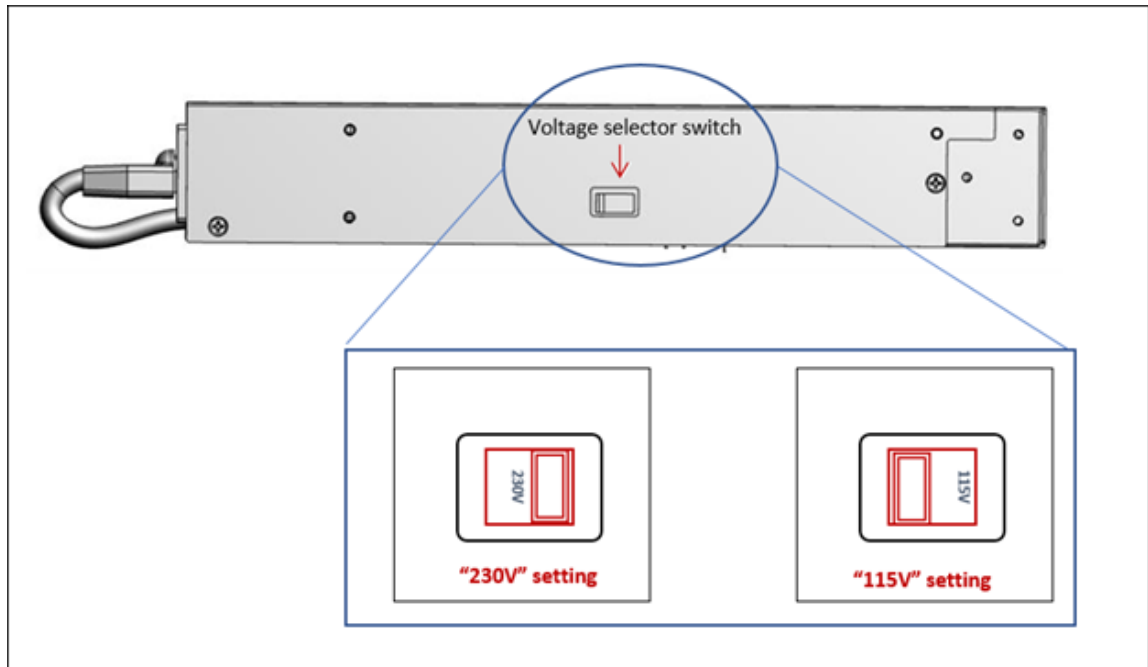 Voltage selector switch
230V
115V
“230V” setting
“115V” setting